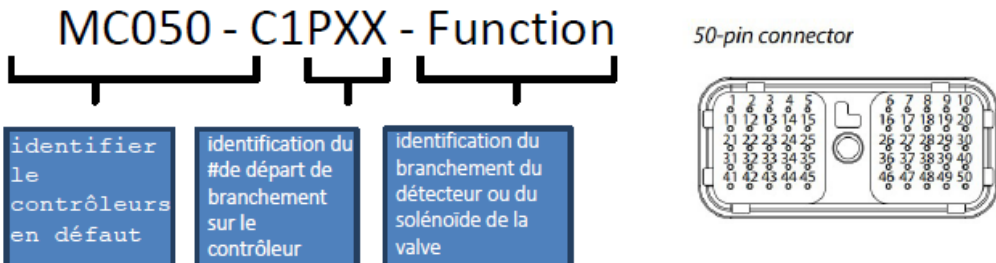 MC050 - C1PXX - Function
identifier
le
contrôleurs
en défaut
identification du
#de départ de
branchement
sur le
contrôleur
identification du
branchement du
détecteur ou du
solénoïde de la
valve
50-pin connector
1 2 3 4 5 6 7 8 9 10
11 12 13 14 15 16 17 18 19 20
21 22 23 24 25 26 27 28 29 30
31 32 33 34 35 36 37 38 39 40
41 42 43 44 45 46 47 48 49 50